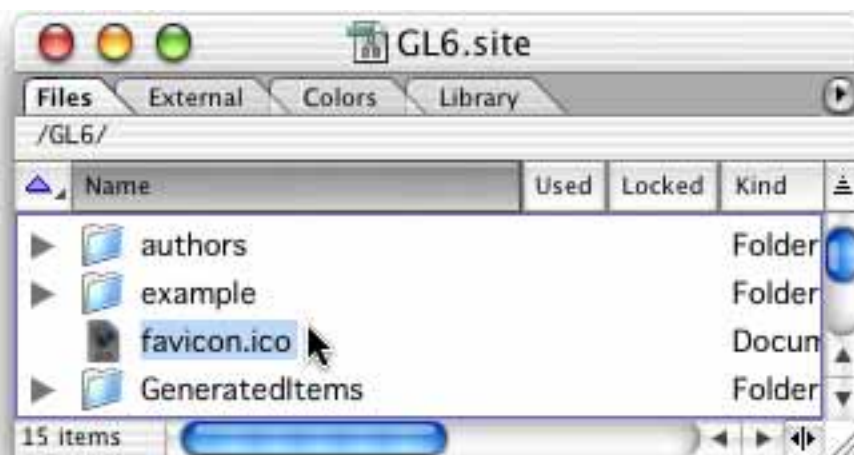 GL6.site
Files External Colors Library
/GL6/
Name Used Locked Kind
authors Folder
example Folder
favicon.ico Docum
GeneratedItems Folder
15 items